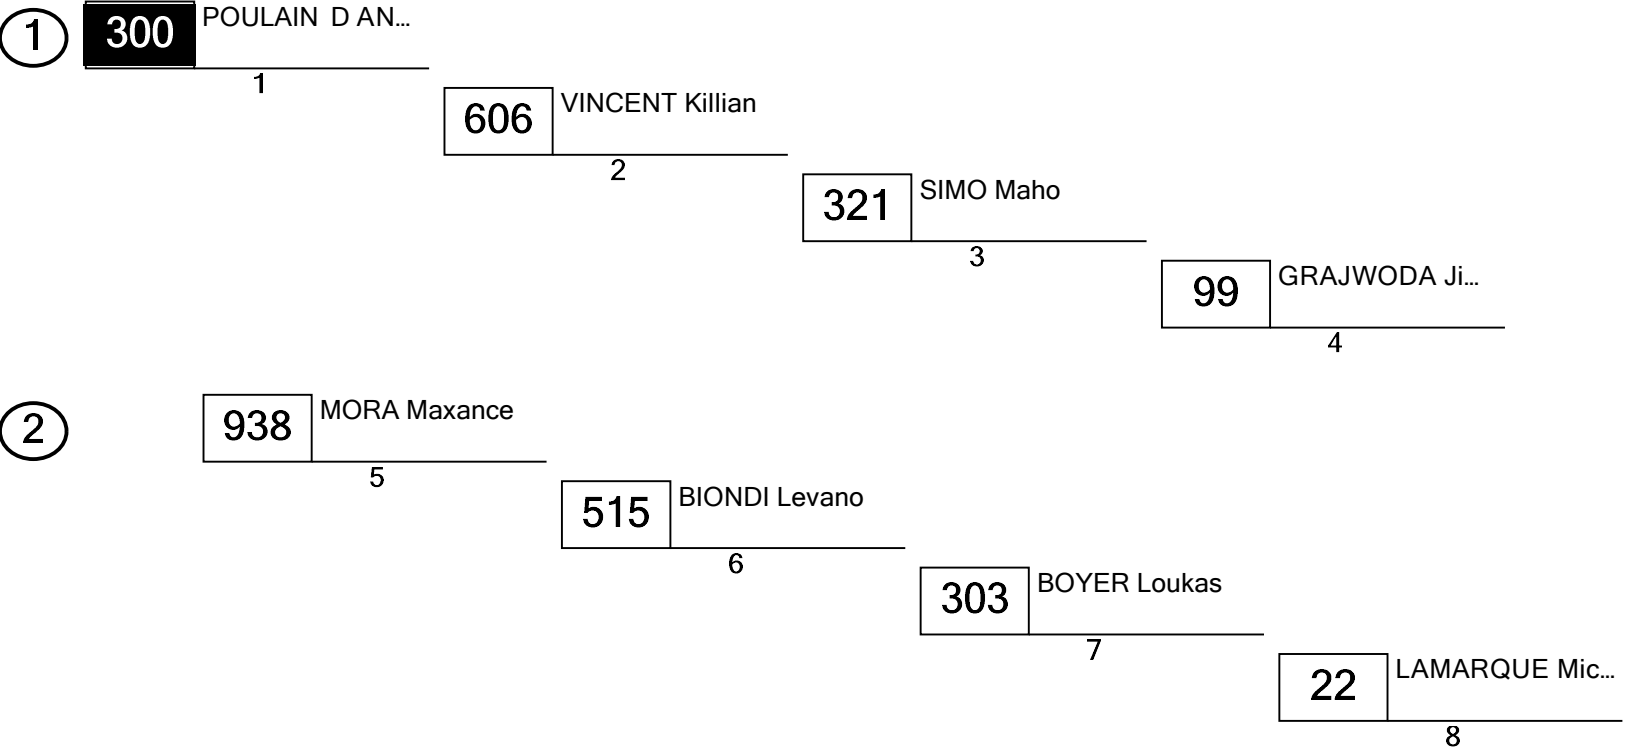 1
300 POULAIN D AN...
1
606 VINCENT Killian
2
321 SIMO Maho
3
99 GRAJWODA Ji...
4
2
938 MORA Maxance
5
515 BIONDI Levano
6
303 BOYER Loukas
7
22 LAMARQUE Mic...
8